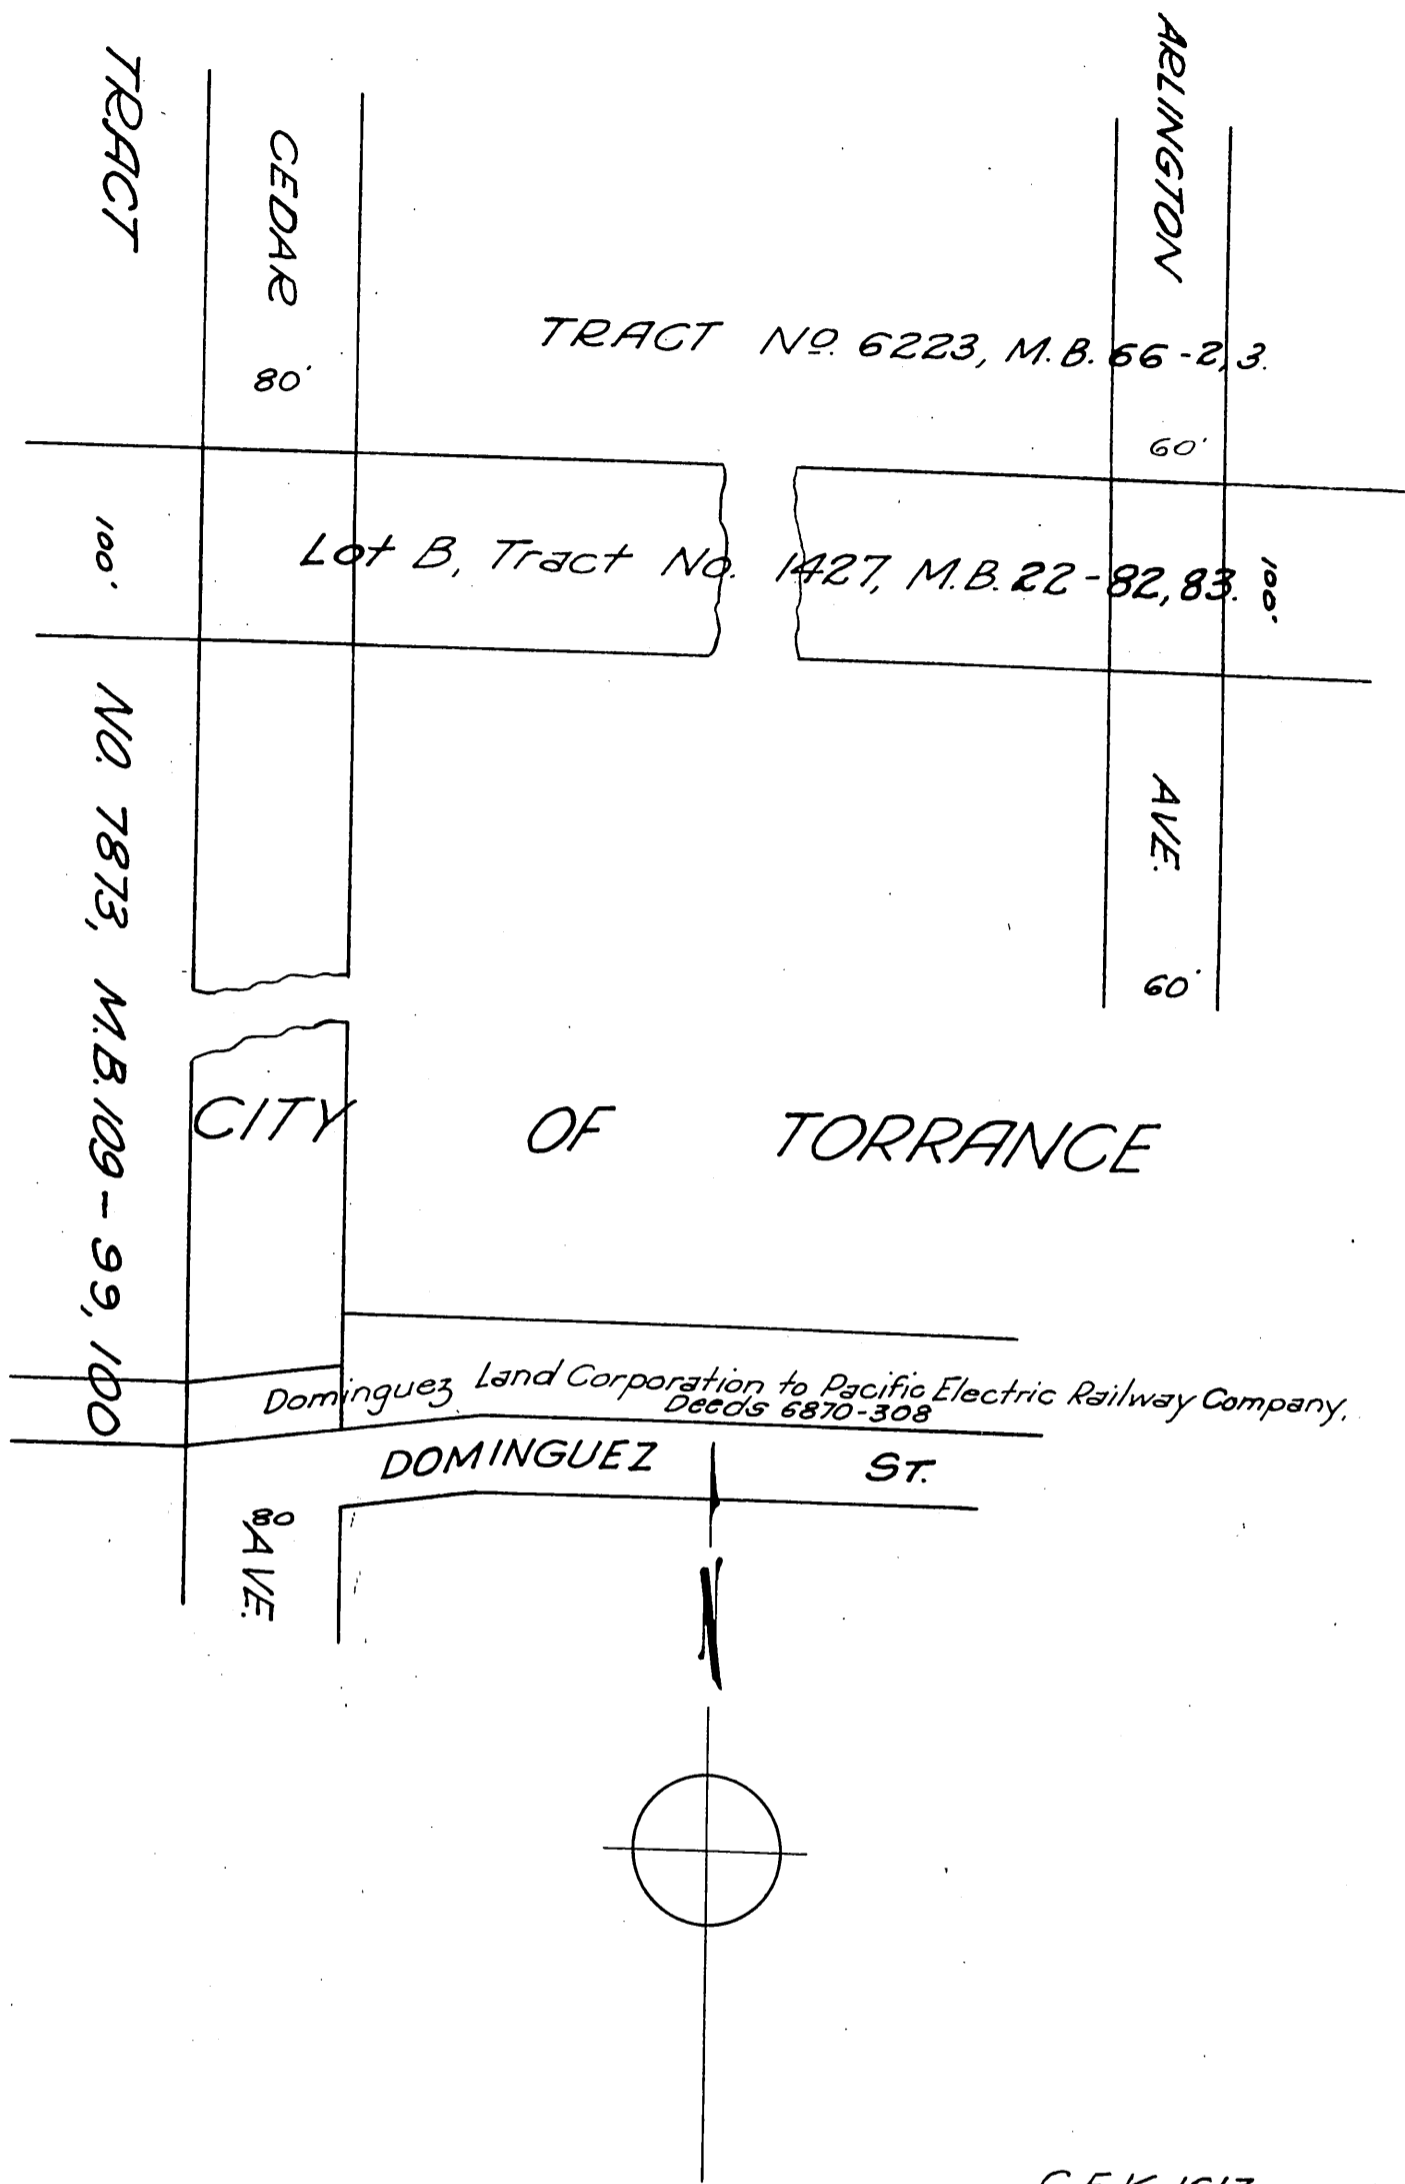 ARLINGTON AVE.
60'
60'
TRACT NO. 7873, M.B. 109-99, 100
CEDAR AVE.
80'
80
TRACT Nº 6223, M.B. 66-2,3.
100'
Lot B, Tract No. 1427, M.B. 22-82,83.
100'
CITY OF TORRANCE
Dominguez Land Corporation to Pacific Electric Railway Company.
Deeds 6870-308
DOMINGUEZ ST.
N